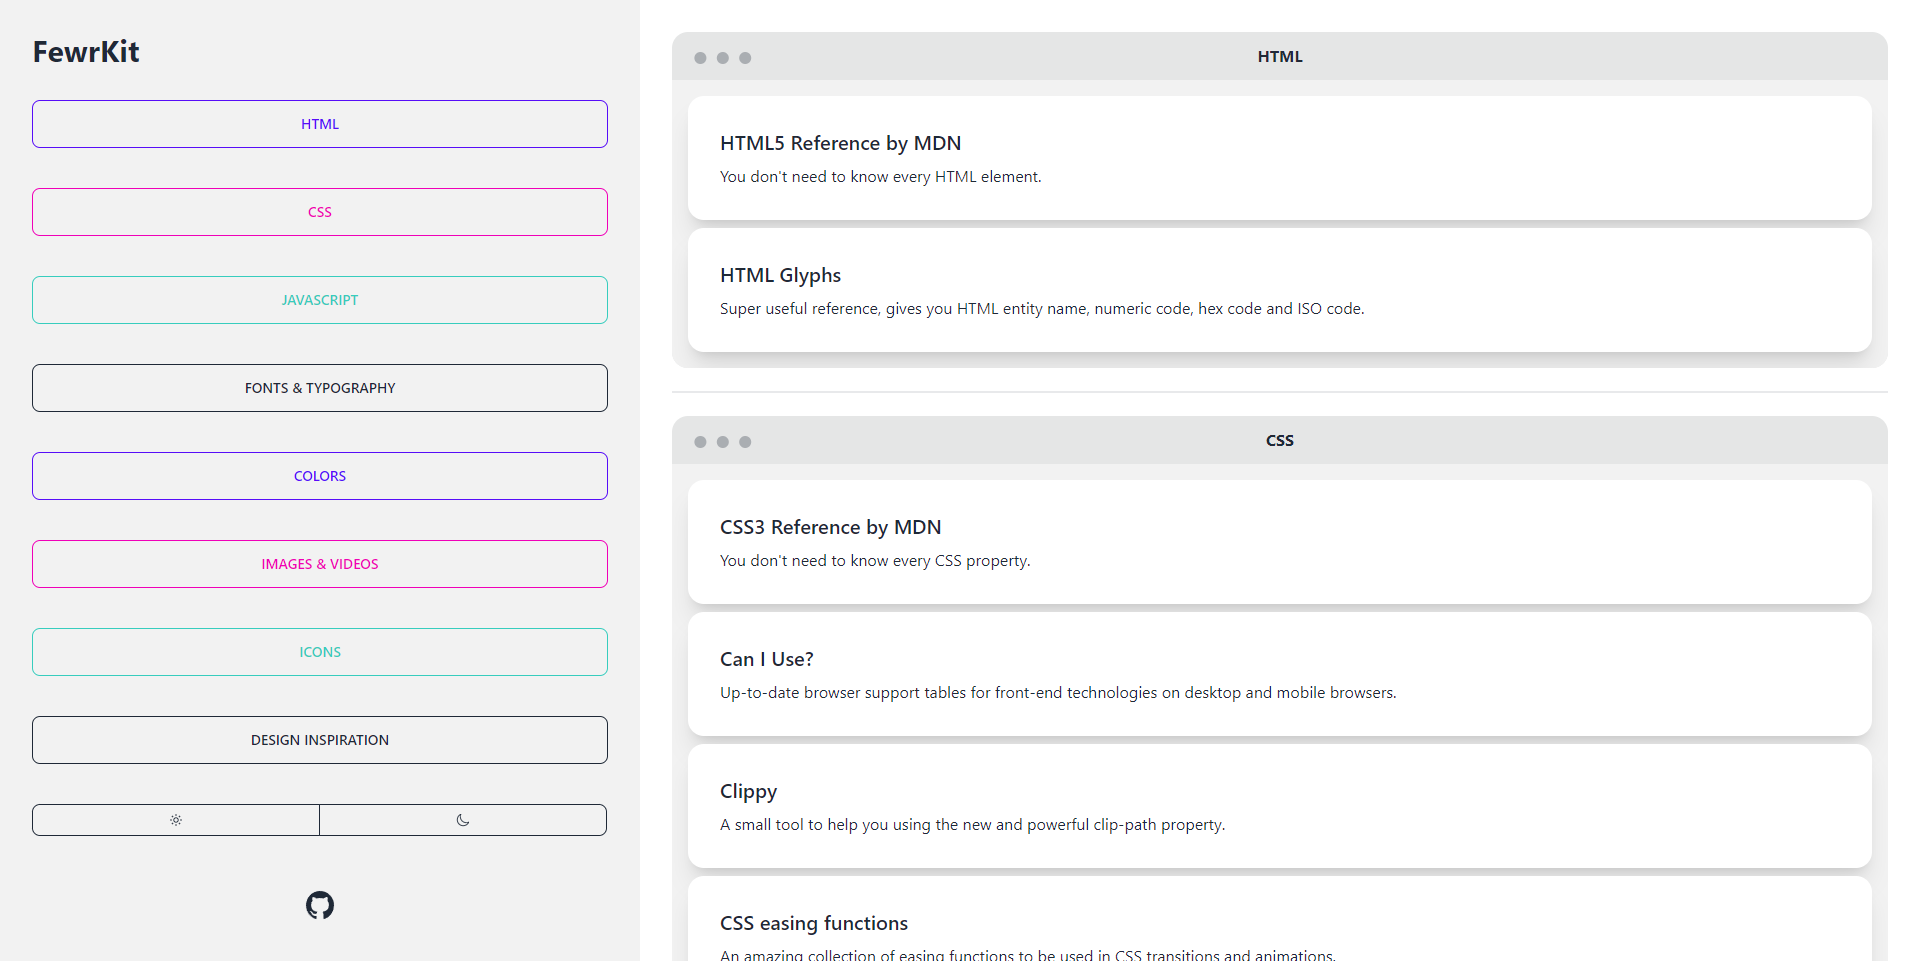 FewrKit
HTML
CSS
JAVASCRIPT
FONTS & TYPOGRAPHY
COLORS
IMAGES & VIDEOS
ICONS
DESIGN INSPIRATION
HTML
HTML5 Reference by MDN
You don't need to know every HTML element.
HTML Glyphs
Super useful reference, gives you HTML entity name, numeric code, hex code and ISO code.
CSS
CSS3 Reference by MDN
You don't need to know every CSS property.
Can I Use?
Up-to-date browser support tables for front-end technologies on desktop and mobile browsers.
Clippy
A small tool to help you using the new and powerful clip-path property.
CSS easing functions
An amazing collection of easing functions to be used in CSS transitions and animations.